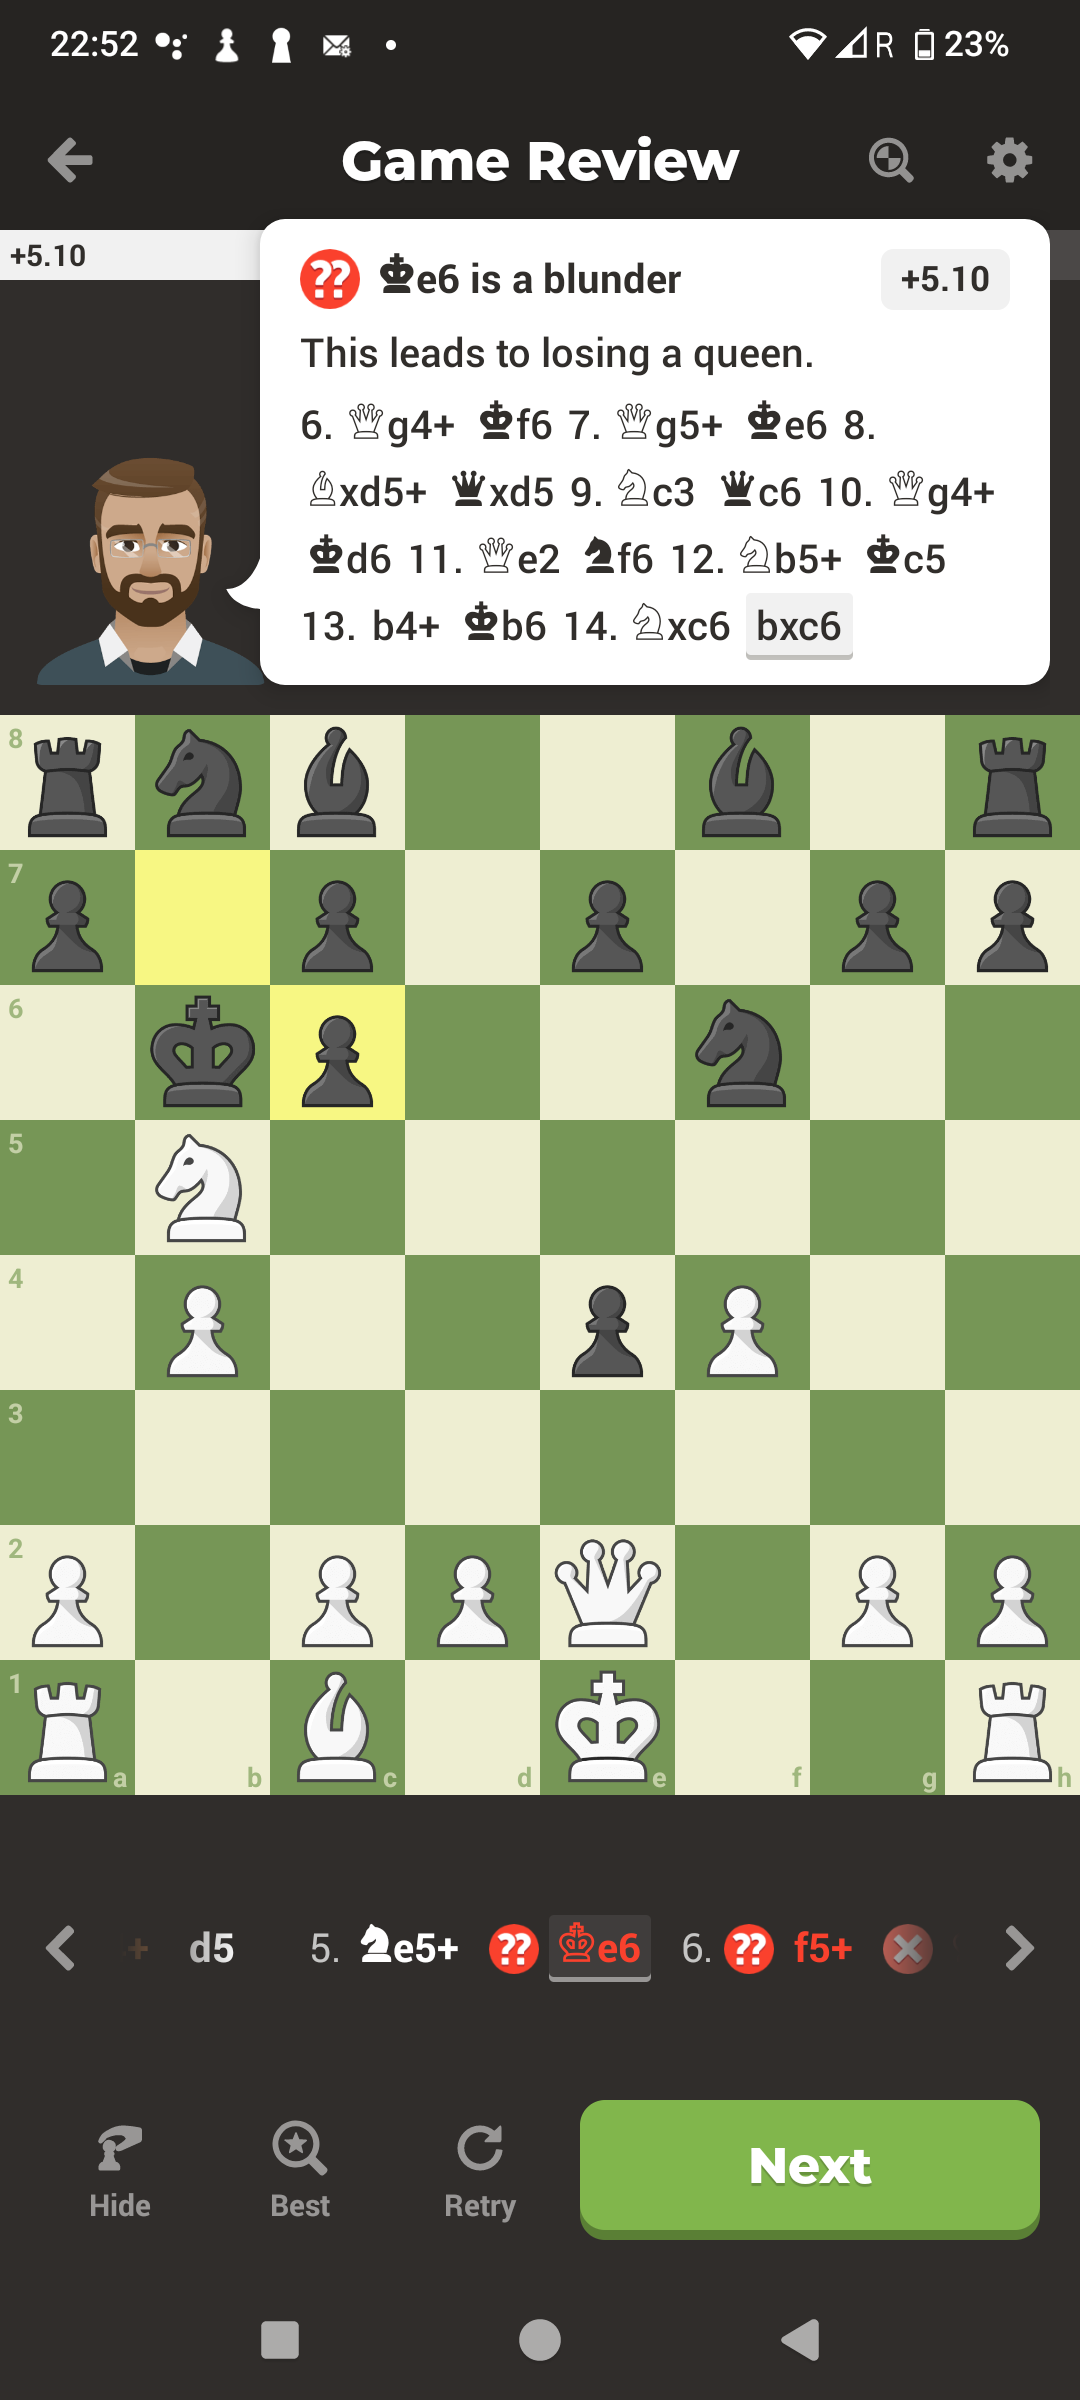 22:52 R 23%
Game Review
+5.10
?? ♚e6 is a blunder +5.10
This leads to losing a queen.
6. ♕g4+ ♚f6 7. ♕g5+ ♚e6 8.
♗xd5+ ♛xd5 9. ♘c3 ♛c6 10. ♕g4+
♚d6 11. ♕e2 ♞f6 12. ♘b5+ ♚c5
13. b4+ ♚b6 14. ♘xc6 bxc6
8
7
6
5
4
3
2
1
a b c d e f g h
+ d5 5. ♞e5+ ?? ♔e6 6. ?? f5+
Hide Best Retry Next